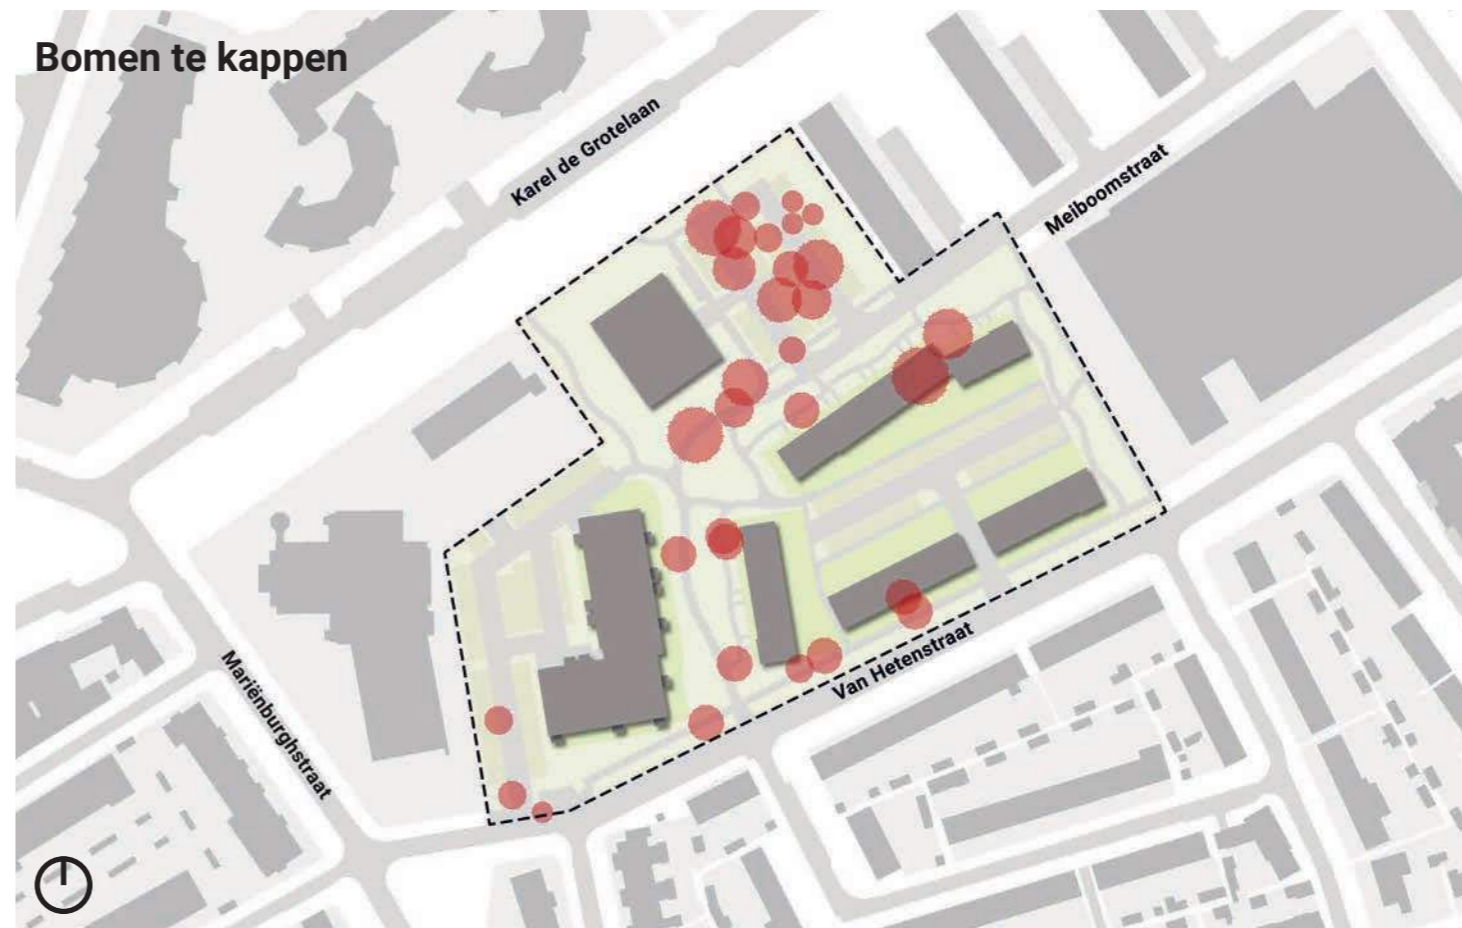 Bomen te kappen
Karel de Grotelaan
Meiboomstraat
Van Hetenstraat
Mariënburghstraat